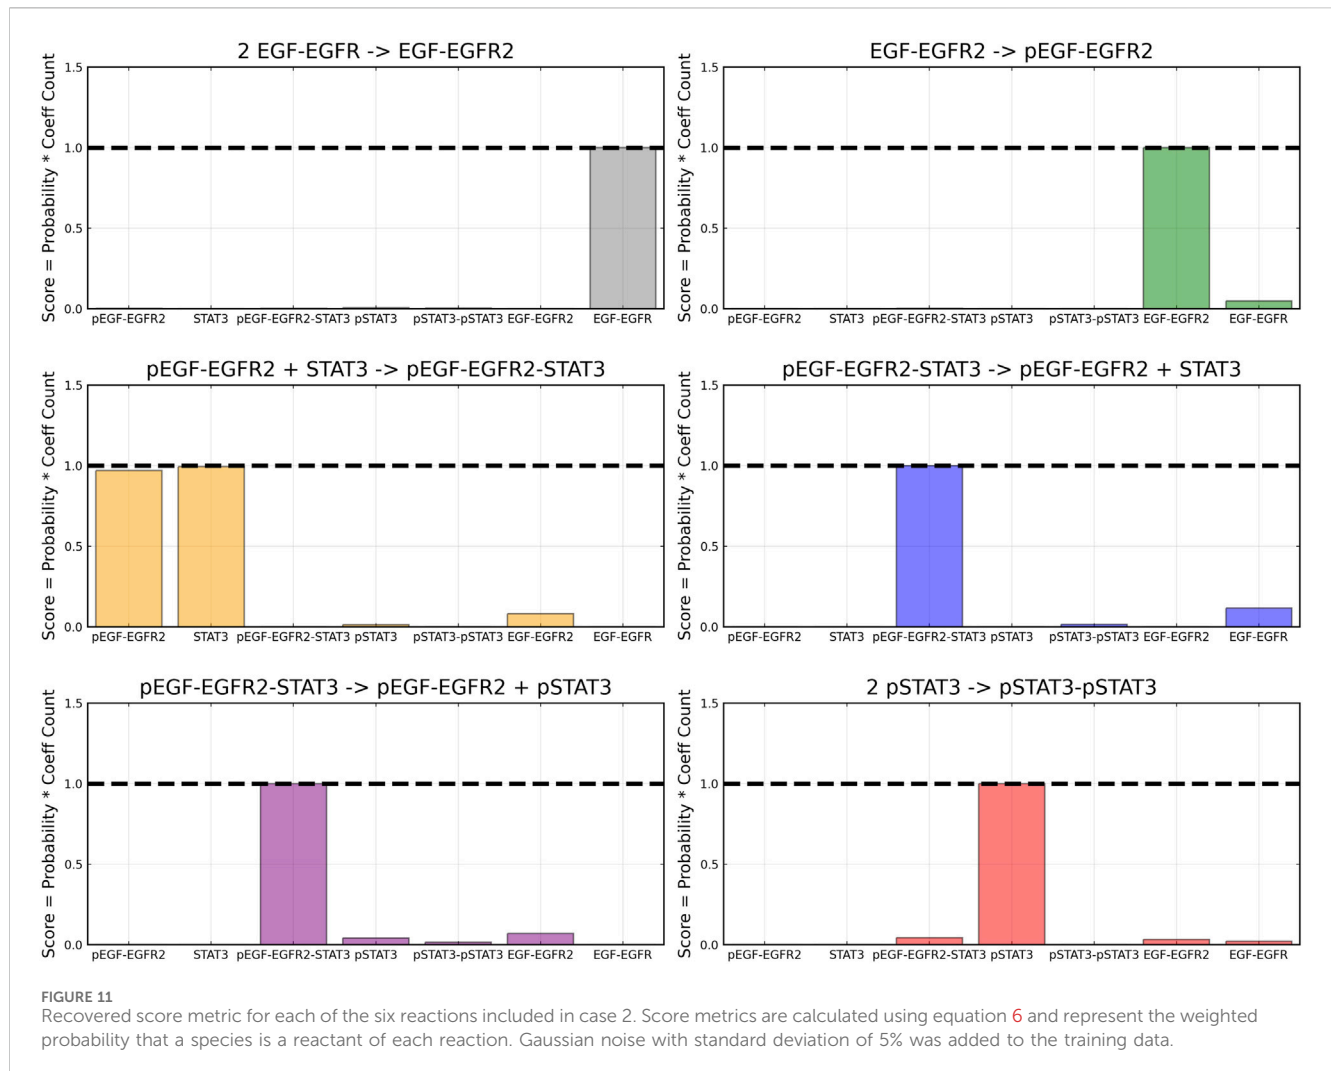 2 EGF-EGFR -> EGF-EGFR2
Score = Probability * Coeff Count
1.5
1.0
0.5
0.0
pEGF-EGFR2 STAT3 pEGF-EGFR2-STAT3 pSTAT3 pSTAT3-pSTAT3 EGF-EGFR2 EGF-EGFR
EGF-EGFR2 -> pEGF-EGFR2
Score = Probability * Coeff Count
1.5
1.0
0.5
0.0
pEGF-EGFR2 STAT3 pEGF-EGFR2-STAT3 pSTAT3 pSTAT3-pSTAT3 EGF-EGFR2 EGF-EGFR
pEGF-EGFR2 + STAT3 -> pEGF-EGFR2-STAT3
Score = Probability * Coeff Count
1.5
1.0
0.5
0.0
pEGF-EGFR2 STAT3 pEGF-EGFR2-STAT3 pSTAT3 pSTAT3-pSTAT3 EGF-EGFR2 EGF-EGFR
pEGF-EGFR2-STAT3 -> pEGF-EGFR2 + STAT3
Score = Probability * Coeff Count
1.5
1.0
0.5
0.0
pEGF-EGFR2 STAT3 pEGF-EGFR2-STAT3 pSTAT3 pSTAT3-pSTAT3 EGF-EGFR2 EGF-EGFR
pEGF-EGFR2-STAT3 -> pEGF-EGFR2 + pSTAT3
Score = Probability * Coeff Count
1.5
1.0
0.5
0.0
pEGF-EGFR2 STAT3 pEGF-EGFR2-STAT3 pSTAT3 pSTAT3-pSTAT3 EGF-EGFR2 EGF-EGFR
2 pSTAT3 -> pSTAT3-pSTAT3
Score = Probability * Coeff Count
1.5
1.0
0.5
0.0
pEGF-EGFR2 STAT3 pEGF-EGFR2-STAT3 pSTAT3 pSTAT3-pSTAT3 EGF-EGFR2 EGF-EGFR
FIGURE 11
Recovered score metric for each of the six reactions included in case 2. Score metrics are calculated using equation 6 and represent the weighted
probability that a species is a reactant of each reaction. Gaussian noise with standard deviation of 5% was added to the training data.